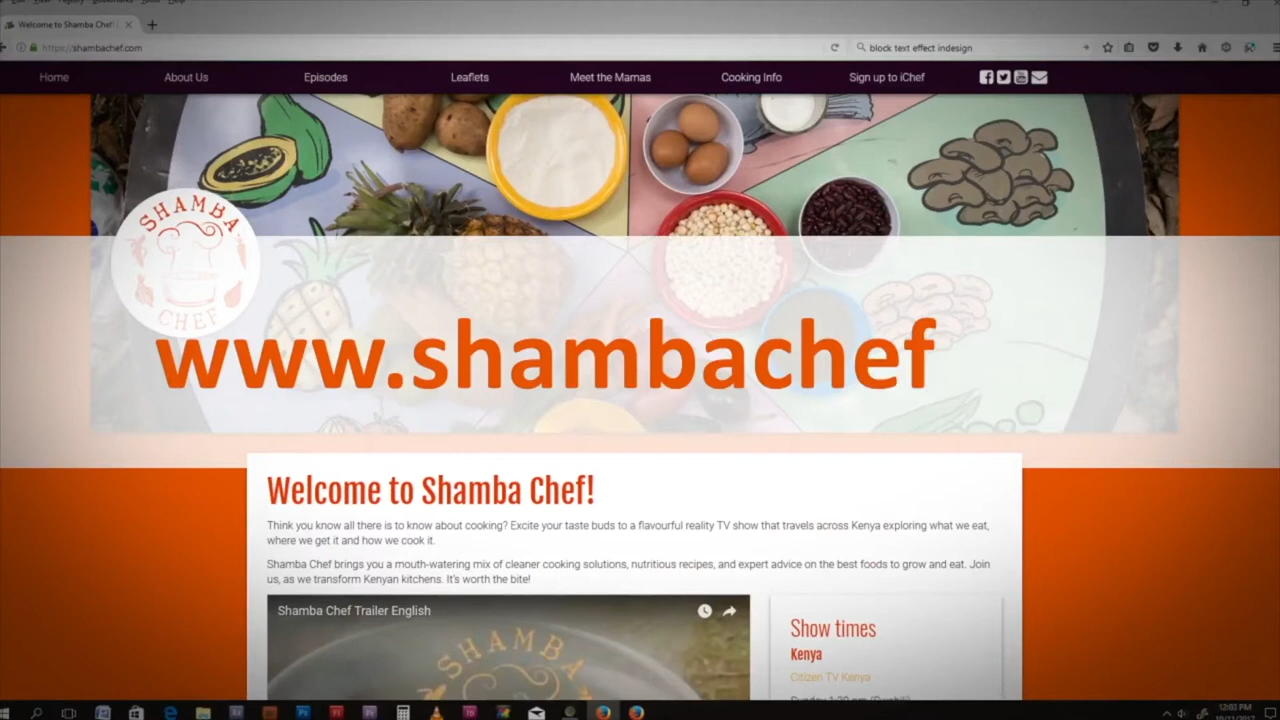 Welcome to Shamba Chef!
https://shambachef.com
block text effect indesign
Home About Us Episodes Leaflets Meet the Mamas Cooking Info Sign up to iChef
SHAMBA
CHEF
www.shambachef
Welcome to Shamba Chef!
Think you know all there is to know about cooking? Excite your taste buds to a flavourful reality TV show that travels across Kenya exploring what we eat,
where we get it and how we cook it.
Shamba Chef brings you a mouth-watering mix of cleaner cooking solutions, nutritious recipes, and expert advice on the best foods to grow and eat. Join
us, as we transform Kenyan kitchens. It's worth the bite!
Shamba Chef Trailer English
SHAMBA
Show times
Kenya
Citizen TV Kenya
12:03 PM